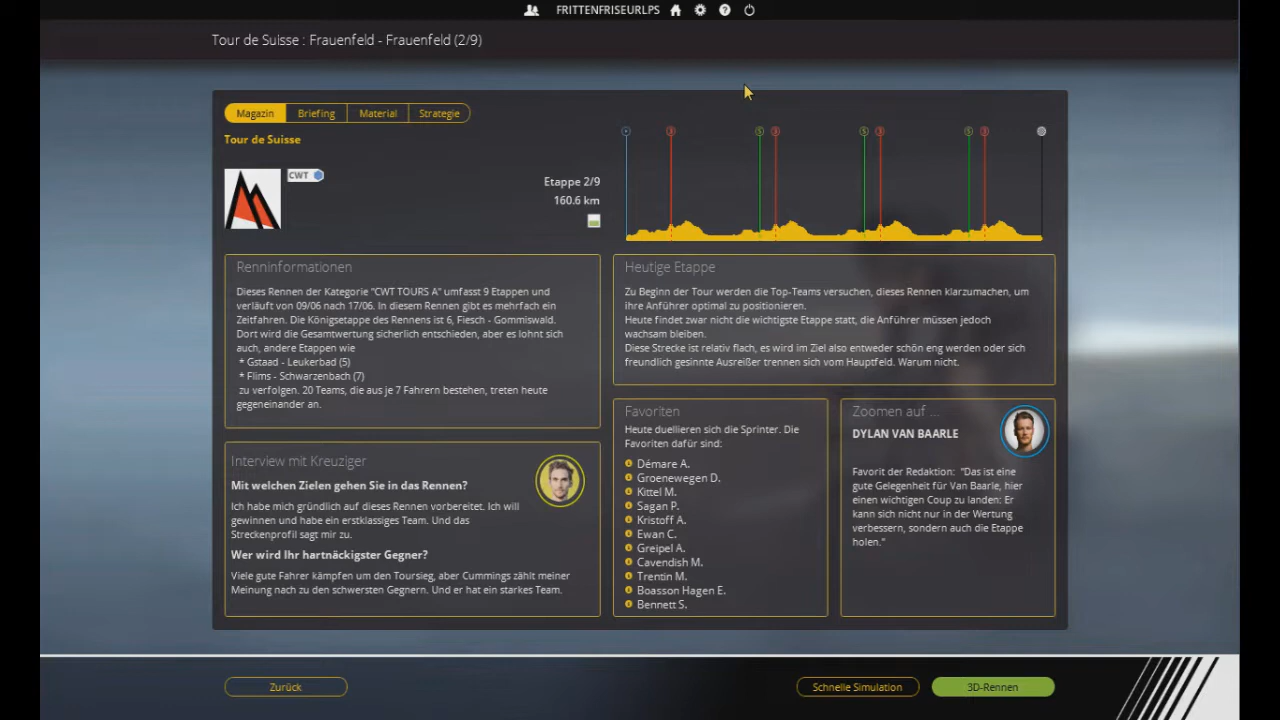 FRITTENFRISEURLPS
Tour de Suisse : Frauenfeld - Frauenfeld (2/9)
Magazin
Briefing
Material
Strategie
Tour de Suisse
CWT
Etappe 2/9
160.6 km
3
S
3
S
3
S
3
Renninformationen
Dieses Rennen der Kategorie "CWT TOURS A" umfasst 9 Etappen und
verläuft von 09/06 nach 17/06. In diesem Rennen gibt es mehrfach ein
Zeitfahren. Die Königsetappe des Rennens ist 6, Fiesch - Gommiswald.
Dort wird die Gesamtwertung sicherlich entschieden, aber es lohnt sich
auch, andere Etappen wie
* Gstaad - Leukerbad (5)
* Flims - Schwarzenbach (7)
zu verfolgen. 20 Teams, die aus je 7 Fahrern bestehen, treten heute
gegeneinander an.
Heutige Etappe
Zu Beginn der Tour werden die Top-Teams versuchen, dieses Rennen klarzumachen, um
ihre Anführer optimal zu positionieren.
Heute findet zwar nicht die wichtigste Etappe statt, die Anführer müssen jedoch
wachsam bleiben.
Diese Strecke ist relativ flach, es wird im Ziel also entweder schön eng werden oder sich
freundlich gesinnte Ausreißer trennen sich vom Hauptfeld. Warum nicht.
Interview mit Kreuziger
Mit welchen Zielen gehen Sie in das Rennen?
Ich habe mich gründlich auf dieses Rennen vorbereitet. Ich will
gewinnen und habe ein erstklassiges Team. Und das
Streckenprofil sagt mir zu.
Wer wird Ihr hartnäckigster Gegner?
Viele gute Fahrer kämpfen um den Toursieg, aber Cummings zählt meiner
Meinung nach zu den schwersten Gegnern. Und er hat ein starkes Team.
Favoriten
Heute duellieren sich die Sprinter. Die
Favoriten dafür sind:
Démare A.
Groenewegen D.
Kittel M.
Sagan P.
Kristoff A.
Ewan C.
Greipel A.
Cavendish M.
Trentin M.
Boasson Hagen E.
Bennett S.
Zoomen auf ...
DYLAN VAN BAARLE
Favorit der Redaktion: "Das ist eine
gute Gelegenheit für Van Baarle, hier
einen wichtigen Coup zu landen: Er
kann sich nicht nur in der Wertung
verbessern, sondern auch die Etappe
holen."
Zurück
Schnelle Simulation
3D-Rennen